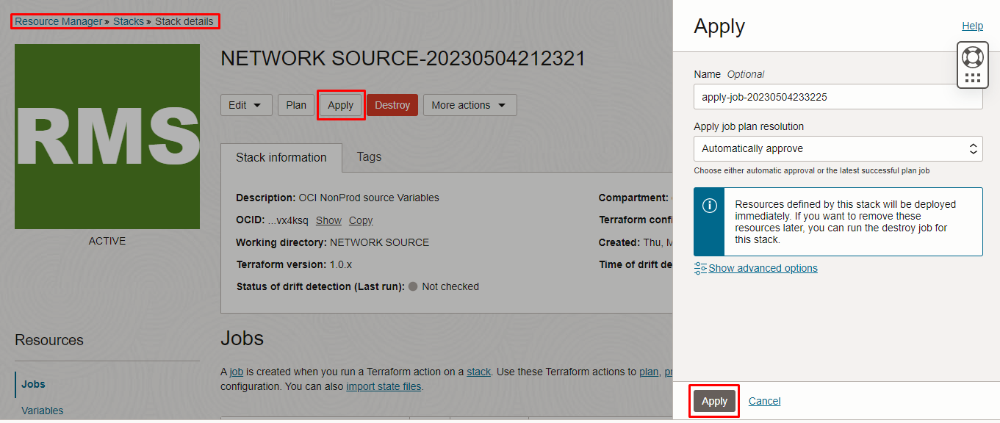 Resource Manager » Stacks » Stack details
RMS
ACTIVE
NETWORK SOURCE-20230504212321
Edit Plan Apply Destroy More actions
Stack information Tags
Description: OCI NonProd source Variables
OCID: ...vx4ksq Show Copy
Working directory: NETWORK SOURCE
Terraform version: 1.0.x
Status of drift detection (Last run): Not checked
Compartment:
Terraform confi
Created: Thu, M
Time of drift de
Resources
Jobs
Variables
Jobs
A job is created when you run a Terraform action on a stack. Use these Terraform actions to plan, pr
configuration. You can also import state files.
Apply
Help
Name Optional
apply-job-20230504233225
Apply job plan resolution
Automatically approve
Choose either automatic approval or the latest successful plan job
Resources defined by this stack will be deployed
immediately. If you want to remove these
resources later, you can run the destroy job for
this stack.
Show advanced options
Apply Cancel